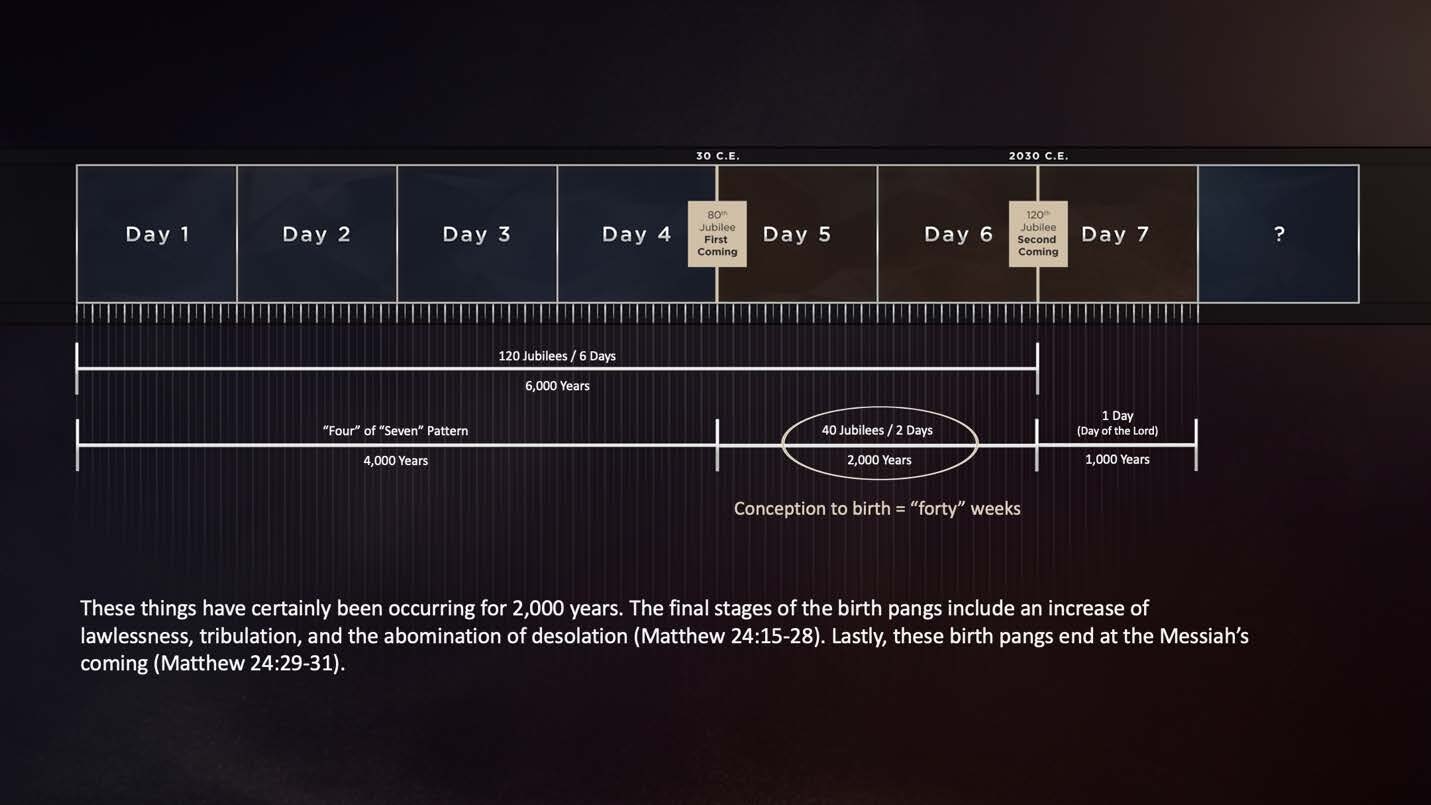 30 C.E.
2030 C.E.
Day 1
Day 2
Day 3
Day 4
80th
Jubilee
First
Coming
Day 5
Day 6
120th
Jubilee
Second
Coming
Day 7
?
120 Jubilees / 6 Days
6,000 Years
“Four” of “Seven” Pattern
4,000 Years
40 Jubilees / 2 Days
2,000 Years
1 Day
(Day of the Lord)
1,000 Years
Conception to birth = “forty” weeks
These things have certainly been occurring for 2,000 years. The final stages of the birth pangs include an increase of
lawlessness, tribulation, and the abomination of desolation (Matthew 24:15-28). Lastly, these birth pangs end at the Messiah’s
coming (Matthew 24:29-31).